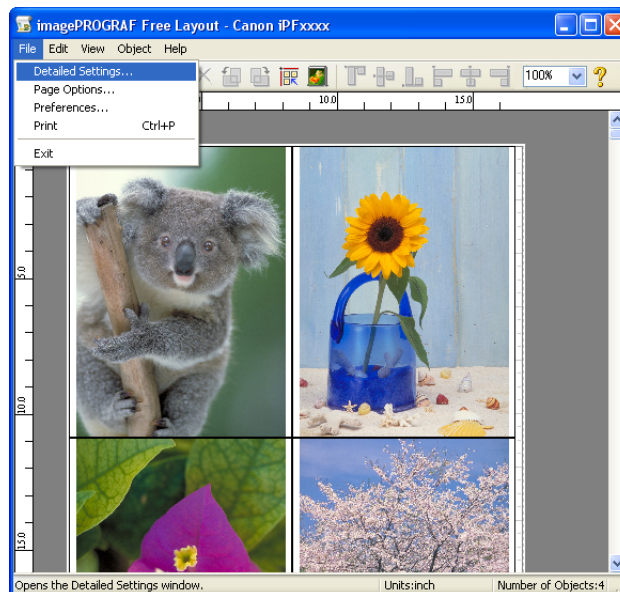 imagePROGRAF Free Layout - Canon iPFxxxx
File Edit View Object Help
Detailed Settings...
Page Options...
Preferences...
Print Ctrl+P
Exit
100%
10.0 15.0
5.0
10.0
15.0
Opens the Detailed Settings window. Units:inch Number of Objects:4